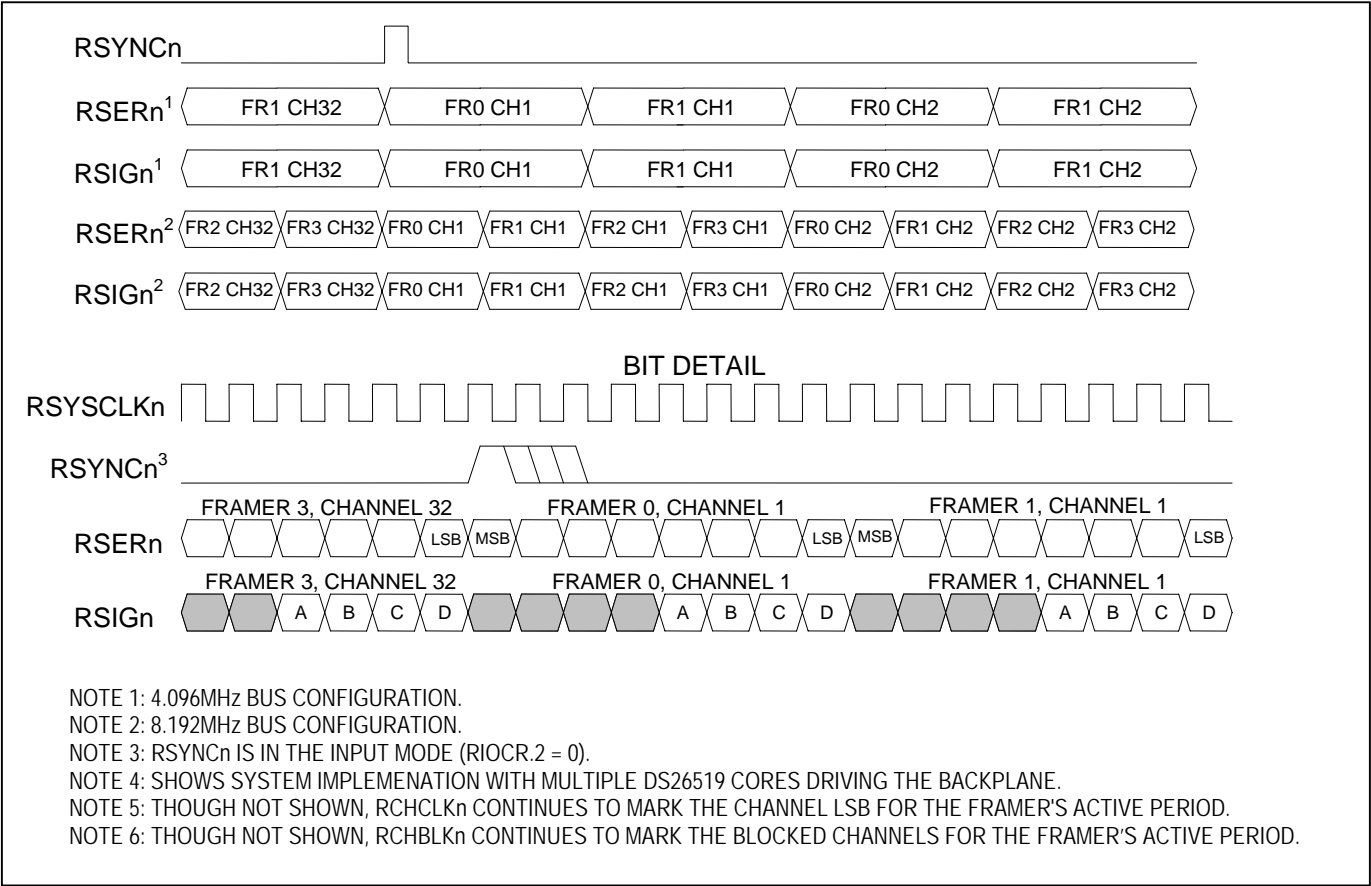 RSYNCn
RSERn1 FR1 CH32 FR0 CH1 FR1 CH1 FR0 CH2 FR1 CH2
RSIGn1 FR1 CH32 FR0 CH1 FR1 CH1 FR0 CH2 FR1 CH2
RSERn2 FR2 CH32 FR3 CH32 FR0 CH1 FR1 CH1 FR2 CH1 FR3 CH1 FR0 CH2 FR1 CH2 FR2 CH2 FR3 CH2
RSIGn2 FR2 CH32 FR3 CH32 FR0 CH1 FR1 CH1 FR2 CH1 FR3 CH1 FR0 CH2 FR1 CH2 FR2 CH2 FR3 CH2
BIT DETAIL
RSYSCLKn
RSYNCn3
FRAMER 3, CHANNEL 32 FRAMER 0, CHANNEL 1 FRAMER 1, CHANNEL 1
RSERn LSB MSB LSB MSB LSB
FRAMER 3, CHANNEL 32 FRAMER 0, CHANNEL 1 FRAMER 1, CHANNEL 1
RSIGn A B C D A B C D A B C D
NOTE 1: 4.096MHz BUS CONFIGURATION.
NOTE 2: 8.192MHz BUS CONFIGURATION.
NOTE 3: RSYNCn IS IN THE INPUT MODE (RIOCR.2 = 0).
NOTE 4: SHOWS SYSTEM IMPLEMENATION WITH MULTIPLE DS26519 CORES DRIVING THE BACKPLANE.
NOTE 5: THOUGH NOT SHOWN, RCHCLKn CONTINUES TO MARK THE CHANNEL LSB FOR THE FRAMER'S ACTIVE PERIOD.
NOTE 6: THOUGH NOT SHOWN, RCHBLKn CONTINUES TO MARK THE BLOCKED CHANNELS FOR THE FRAMER’S ACTIVE PERIOD.